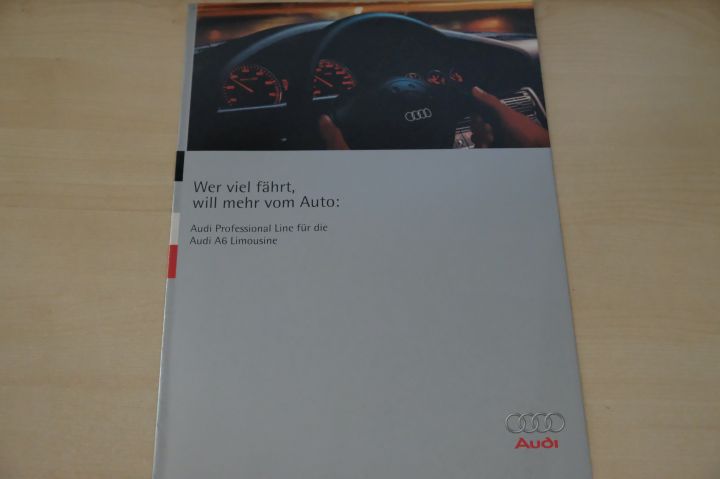 Wer viel fährt,
will mehr vom Auto:
Audi Professional Line für die
Audi A6 Limousine
Audi